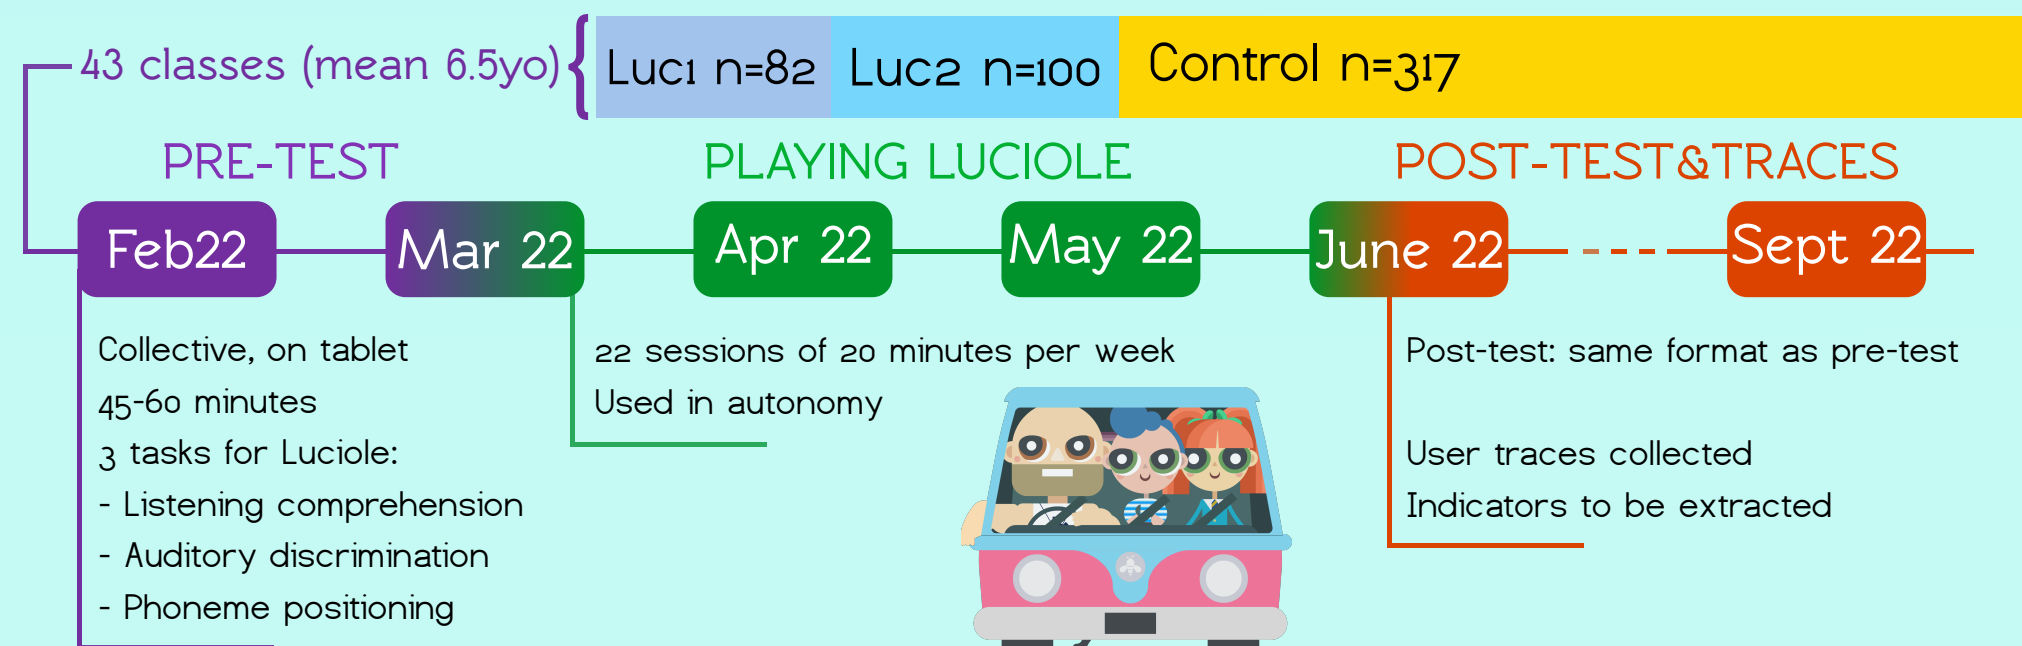 43 classes (mean 6.5yo)
Luc1 n=82
Luc2 n=100
Control n=317
PRE-TEST
PLAYING LUCIOLE
POST-TEST&TRACES
Feb22
Mar 22
Apr 22
May 22
June 22
Sept 22
Collective, on tablet
45-60 minutes
3 tasks for Luciole:
- Listening comprehension
- Auditory discrimination
- Phoneme positioning
22 sessions of 20 minutes per week
Used in autonomy
Post-test: same format as pre-test
User traces collected
Indicators to be extracted